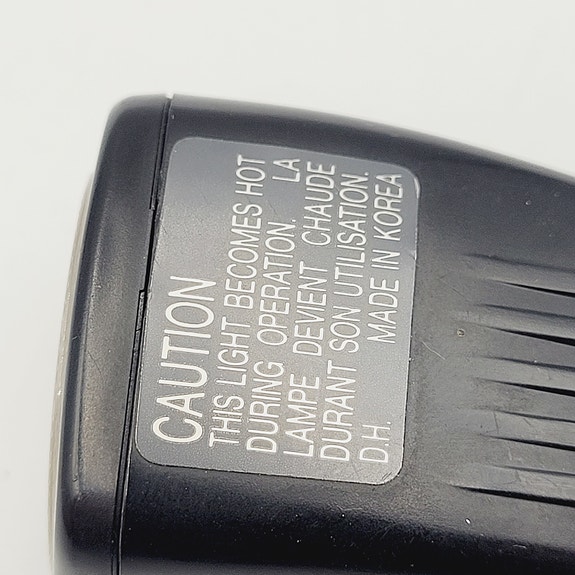 CAUTION
THIS LIGHT BECOMES HOT
DURING OPERATION. LA
LAMPE DEVIENT CHAUDE
DURANT SON UTILISATION.
D.H. MADE IN KOREA